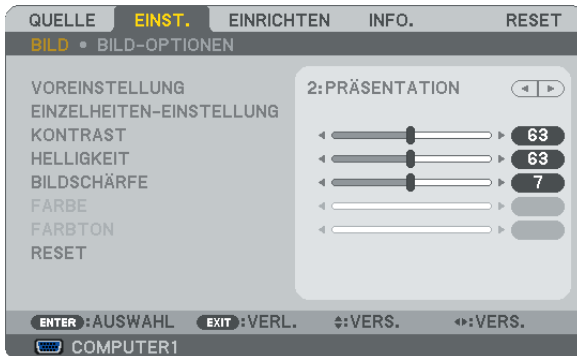 QUELLE EINST. EINRICHTEN INFO. RESET
BILD • BILD-OPTIONEN
VOREINSTELLUNG 2:PRÄSENTATION
EINZELHEITEN-EINSTELLUNG
KONTRAST 63
HELLIGKEIT 63
BILDSCHÄRFE 7
FARBE
FARBTON
RESET
ENTER :AUSWAHL EXIT :VERL. :VERS. :VERS.
COMPUTER1